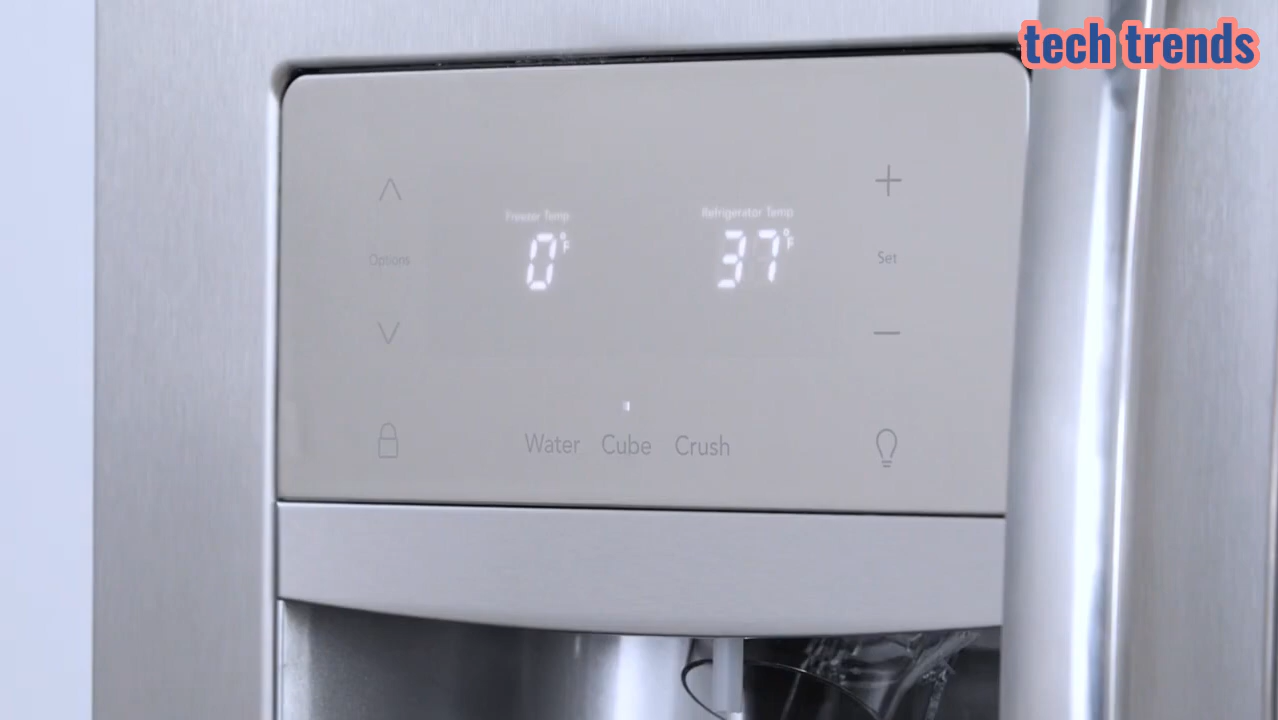 tech trends
Freezer Temp
Refrigerator Temp
0°F
37°F
Options
Set
Water Cube Crush